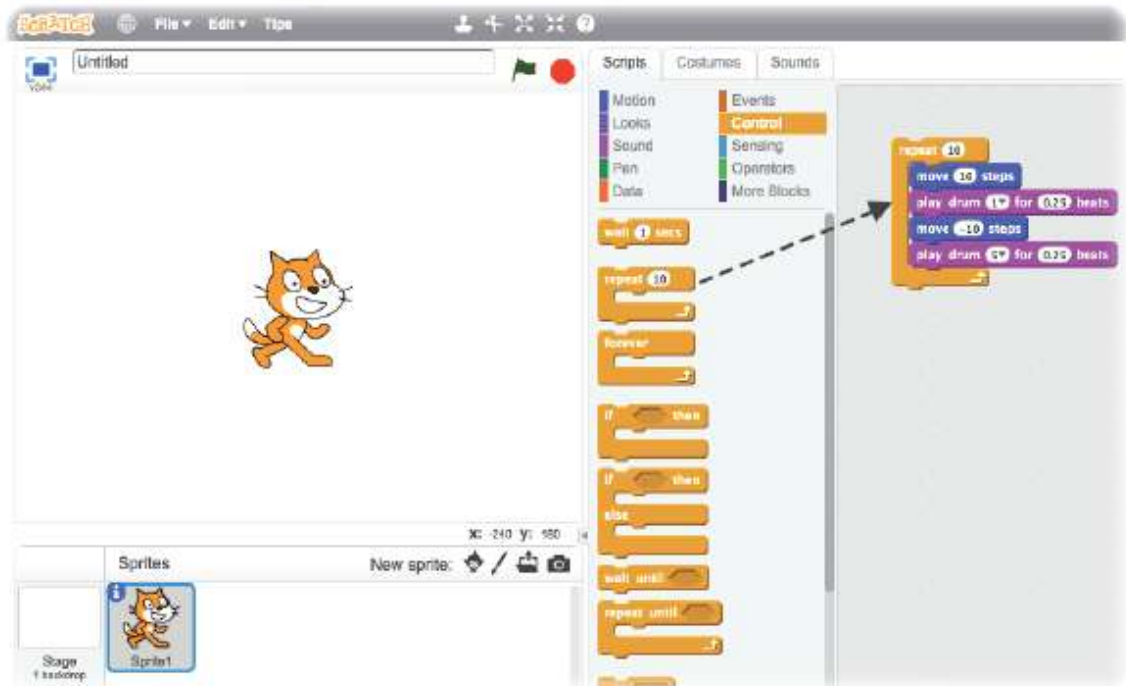 SCRATCH File Edit Tips
Untitled
Scripts Costumes Sounds
Motion Events
Looks Control
Sound Sensing
Pen Operators
Data More Blocks
wait 1 secs
repeat 10
forever
if then
if then
else
wait until
repeat until
repeat 10
move 10 steps
play drum 1 for 0.25 beats
move -10 steps
play drum for 0.25 beats
X: -240 y: 180
Sprites New sprite:
Stage
1 backdrop
Sprite1